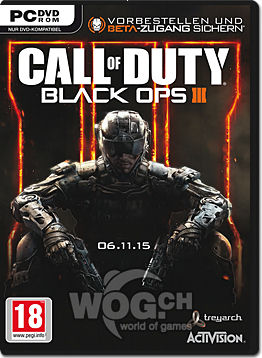 PC DVD ROM
NUR DVD-KOMPATIBEL
VORBESTELLEN UND
BETA-ZUGANG SICHERN
CALL OF DUTY
BLACK OPS III
06.11.15
WOG.CH
world of games
18
www.pegi.info
treyarch
ACTIVISION